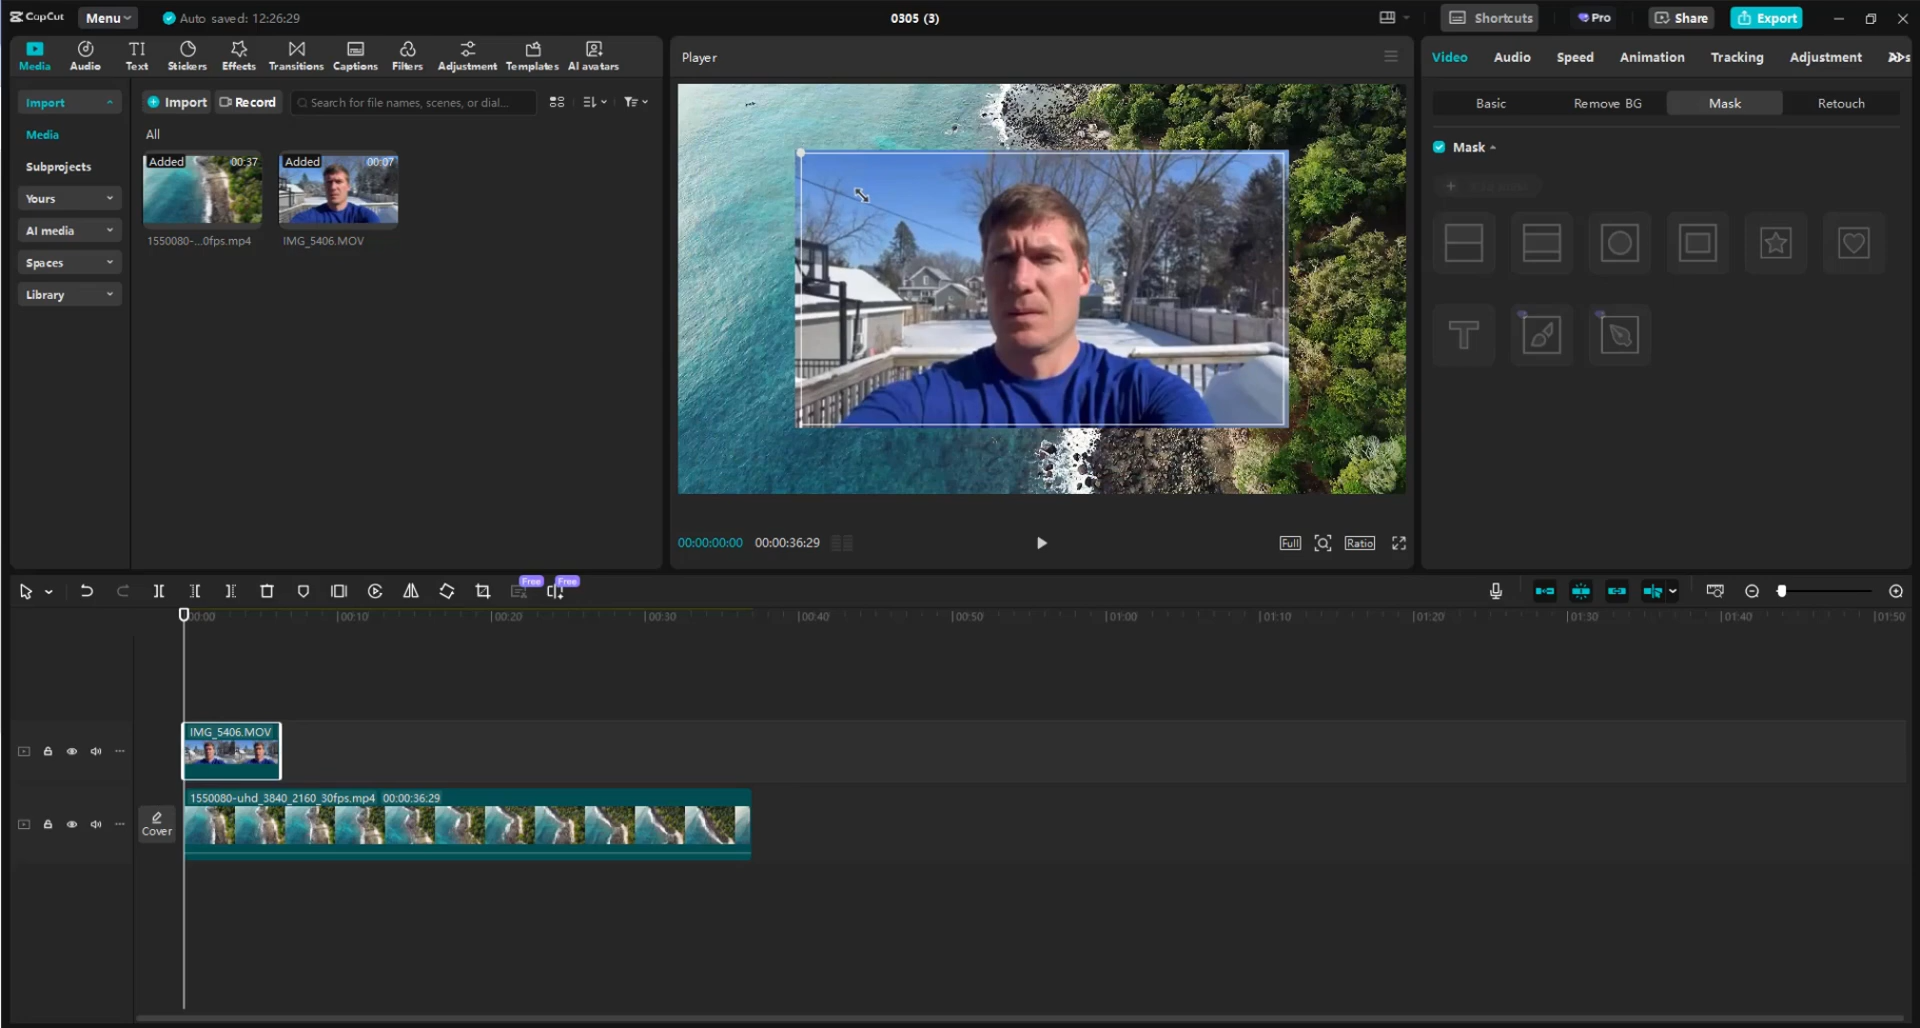 CapCut Menu Auto saved: 12:26:29 0305 (3) Shortcuts Pro Share Export
Media Audio Text Stickers Effects Transitions Captions Filters Adjustment Templates AI avatars
Import
Media
Subprojects
Yours
AI media
Spaces
Library
Import Record Search for file names, scenes, or dial...
All
Added 00:37 Added 00:07
1550080-...0fps.mp4 IMG_5406.MOV
Player
00:00:00:00 00:00:36:29 Full Ratio
Video Audio Speed Animation Tracking Adjustment
Basic Remove BG Mask Retouch
Mask
Free Free
00:00 00:10 00:20 00:30 00:40 00:50 01:00 01:10 01:20 01:30 01:40 01:50
IMG_5406.MOV
1550080-uhd_3840_2160_30fps.mp4 00:00:36:29
Cover